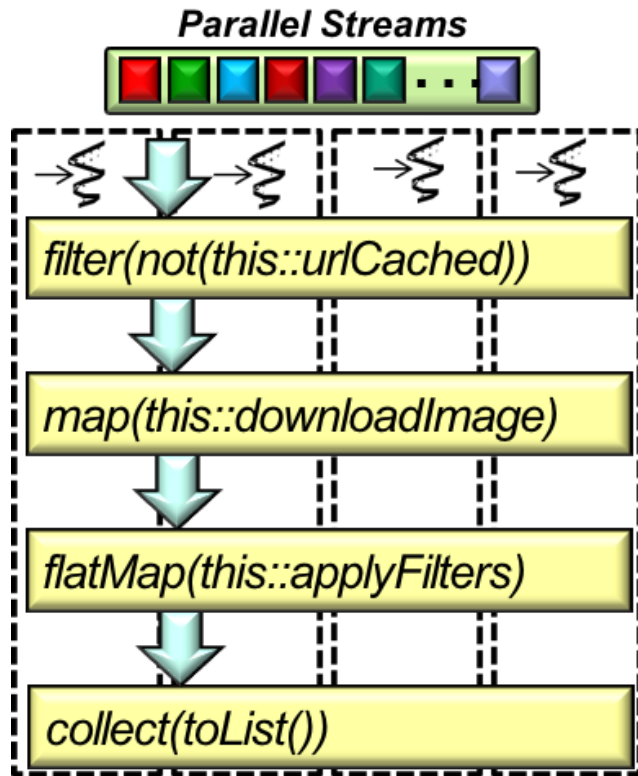 Parallel Streams
...
filter(not(this::urlCached))
map(this::downloadImage)
flatMap(this::applyFilters)
collect(toList())